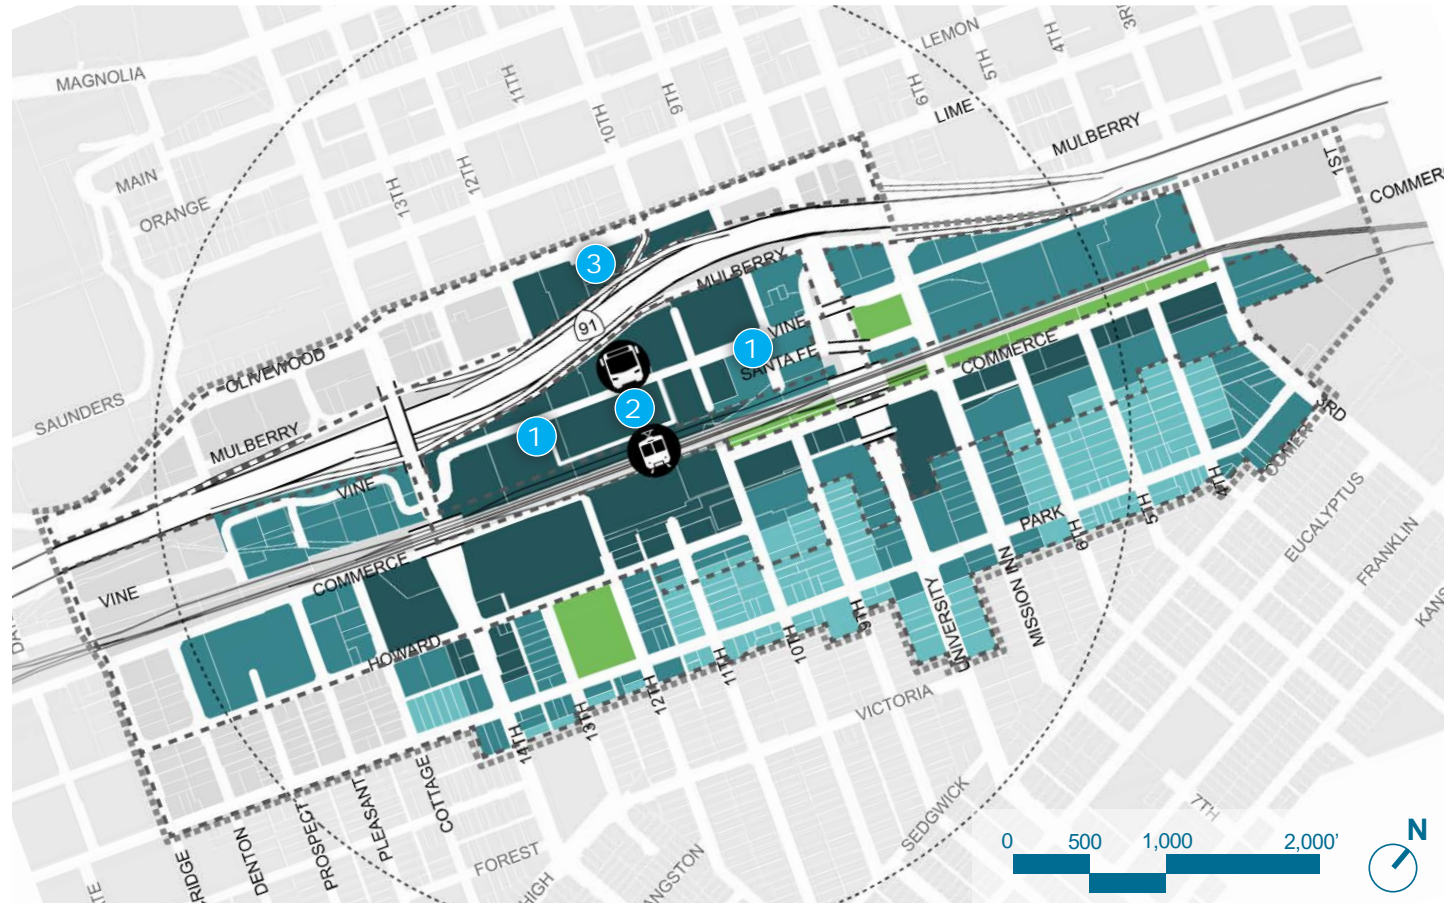 MAGNOLIA
MAIN
ORANGE
13TH
12TH
11TH
10TH
9TH
6TH
LEMON
5TH
4TH
LIME
MULBERRY
1ST
3
MULBERRY
91
VINE
1
SANTA FE
COMMERCE
OLIVEWOOD
SAUNDERS
MULBERRY
2
1
VINE
VINE
COMMERCE
HOWARD
3RD
4TH
5TH
6TH
PARK
MISSION INN
UNIVERSITY
9TH
10TH
11TH
12TH
13TH
14TH
EUCALYPTUS
FRANKLIN
VICTORIA
COTTAGE
PLEASANT
PROSPECT
DENTON
FOREST
HIGH
SEDGWICK
7TH
0 500 1,000 2,000'
N